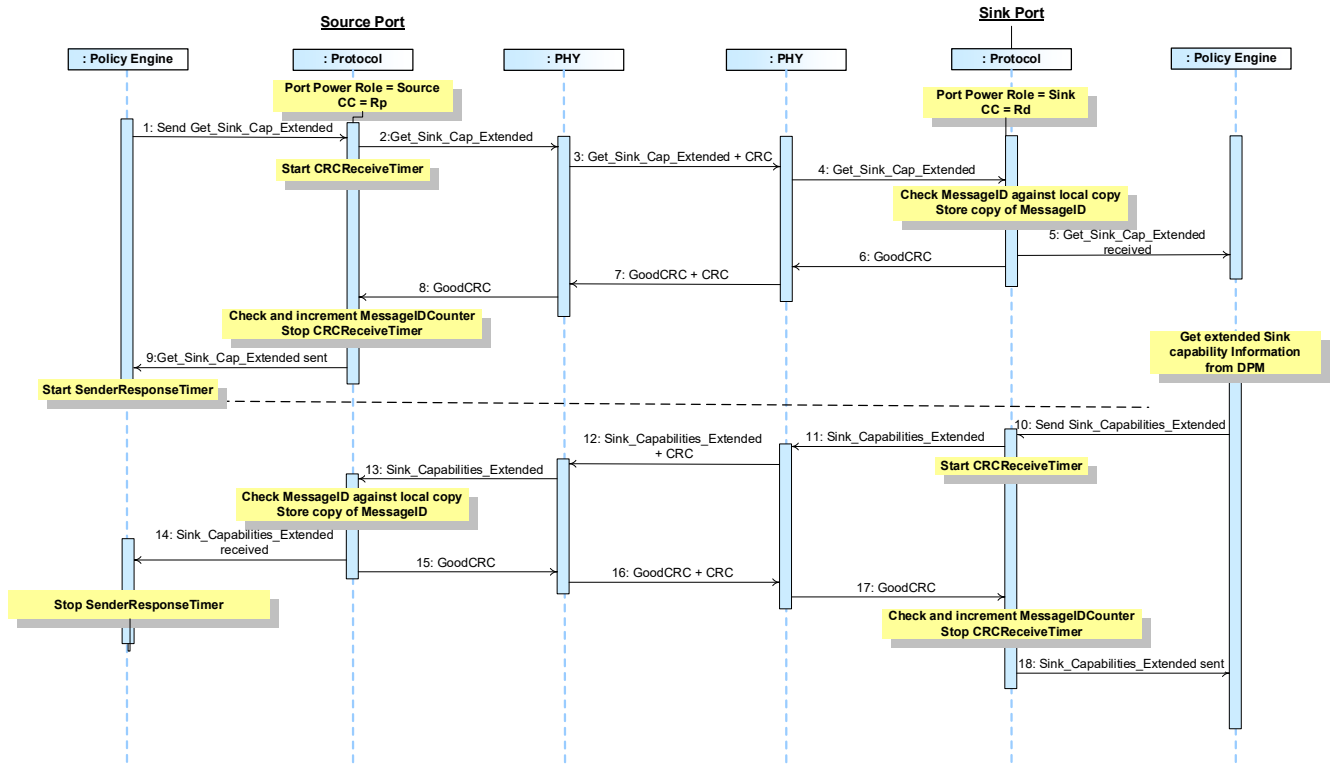 Source Port
Sink Port
: Policy Engine
: Protocol
: PHY
: PHY
: Protocol
: Policy Engine
Port Power Role = Source
CC = Rp
Port Power Role = Sink
CC = Rd
1: Send Get_Sink_Cap_Extended
2:Get_Sink_Cap_Extended
Start CRCReceiveTimer
3: Get_Sink_Cap_Extended + CRC
4: Get_Sink_Cap_Extended
Check MessageID against local copy
Store copy of MessageID
5: Get_Sink_Cap_Extended
received
6: GoodCRC
7: GoodCRC + CRC
8: GoodCRC
Check and increment MessageIDCounter
Stop CRCReceiveTimer
9:Get_Sink_Cap_Extended sent
Start SenderResponseTimer
Get extended Sink
capability Information
from DPM
10: Send Sink_Capabilities_Extended
11: Sink_Capabilities_Extended
Start CRCReceiveTimer
12: Sink_Capabilities_Extended
+ CRC
13: Sink_Capabilities_Extended
Check MessageID against local copy
Store copy of MessageID
14: Sink_Capabilities_Extended
received
15: GoodCRC
16: GoodCRC + CRC
17: GoodCRC
Stop SenderResponseTimer
Check and increment MessageIDCounter
Stop CRCReceiveTimer
18: Sink_Capabilities_Extended sent